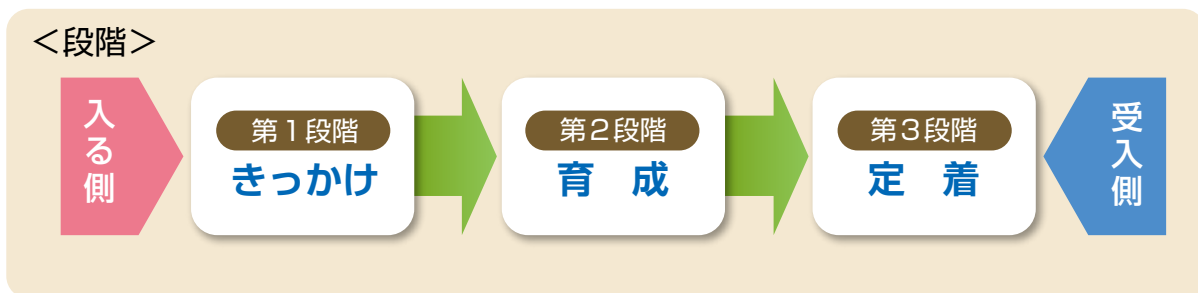 ＜段階＞
入る側
第1段階
きっかけ
第2段階
育　成
第3段階
定　着
受入側